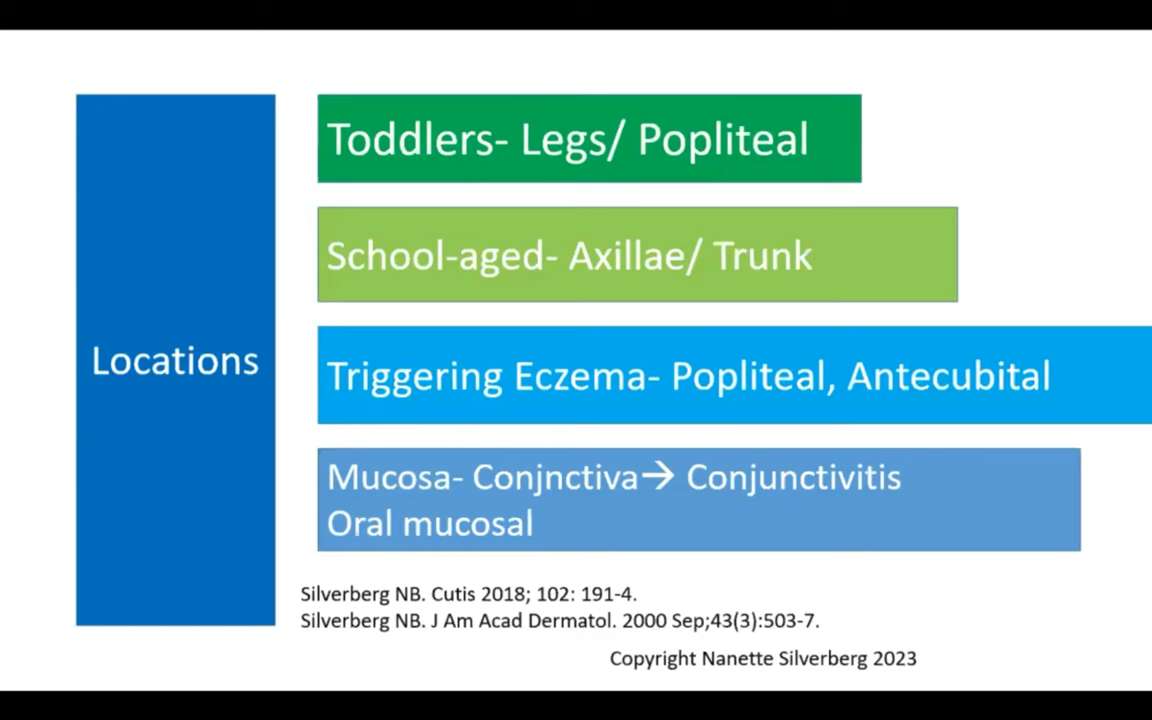 Locations
Toddlers- Legs/ Popliteal
School-aged- Axillae/ Trunk
Triggering Eczema- Popliteal, Antecubital
Mucosa- Conjnctiva→ Conjunctivitis
Oral mucosal
Silverberg NB. Cutis 2018; 102: 191-4.
Silverberg NB. J Am Acad Dermatol. 2000 Sep;43(3):503-7.
Copyright Nanette Silverberg 2023